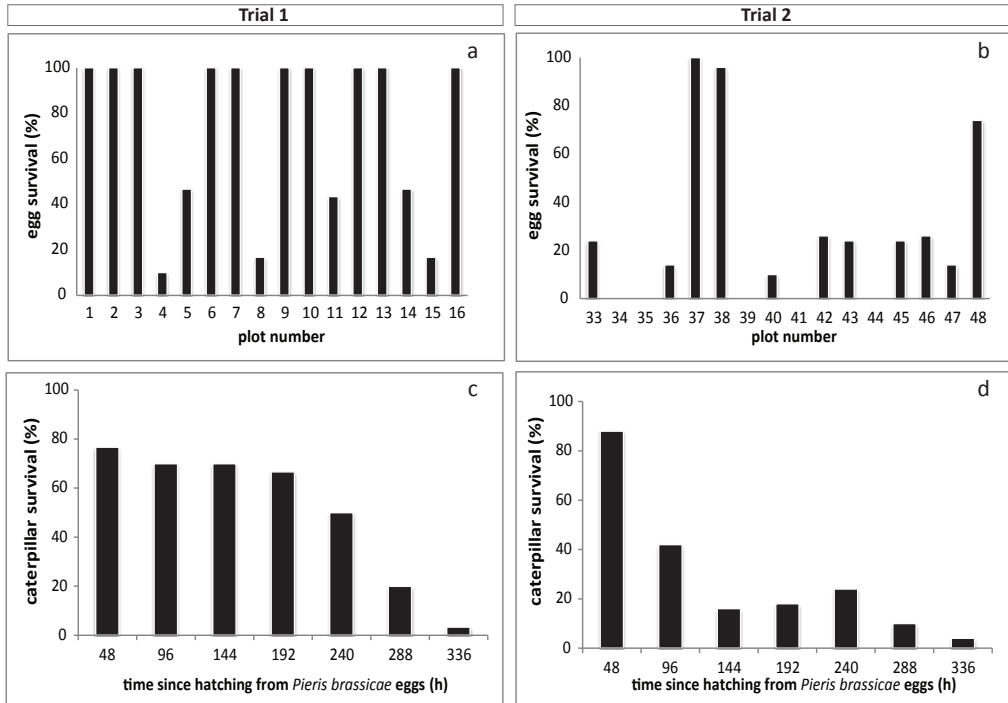 Trial 1
Trial 2
a
egg survival (%)
100
80
60
40
20
0
1 2 3 4 5 6 7 8 9 10 11 12 13 14 15 16
plot number
b
egg survival (%)
100
80
60
40
20
0
33 34 35 36 37 38 39 40 41 42 43 44 45 46 47 48
plot number
c
caterpillar survival (%)
100
80
60
40
20
0
48 96 144 192 240 288 336
time since hatching from Pieris brassicae eggs (h)
d
caterpillar survival (%)
100
80
60
40
20
0
48 96 144 192 240 288 336
time since hatching from Pieris brassicae eggs (h)